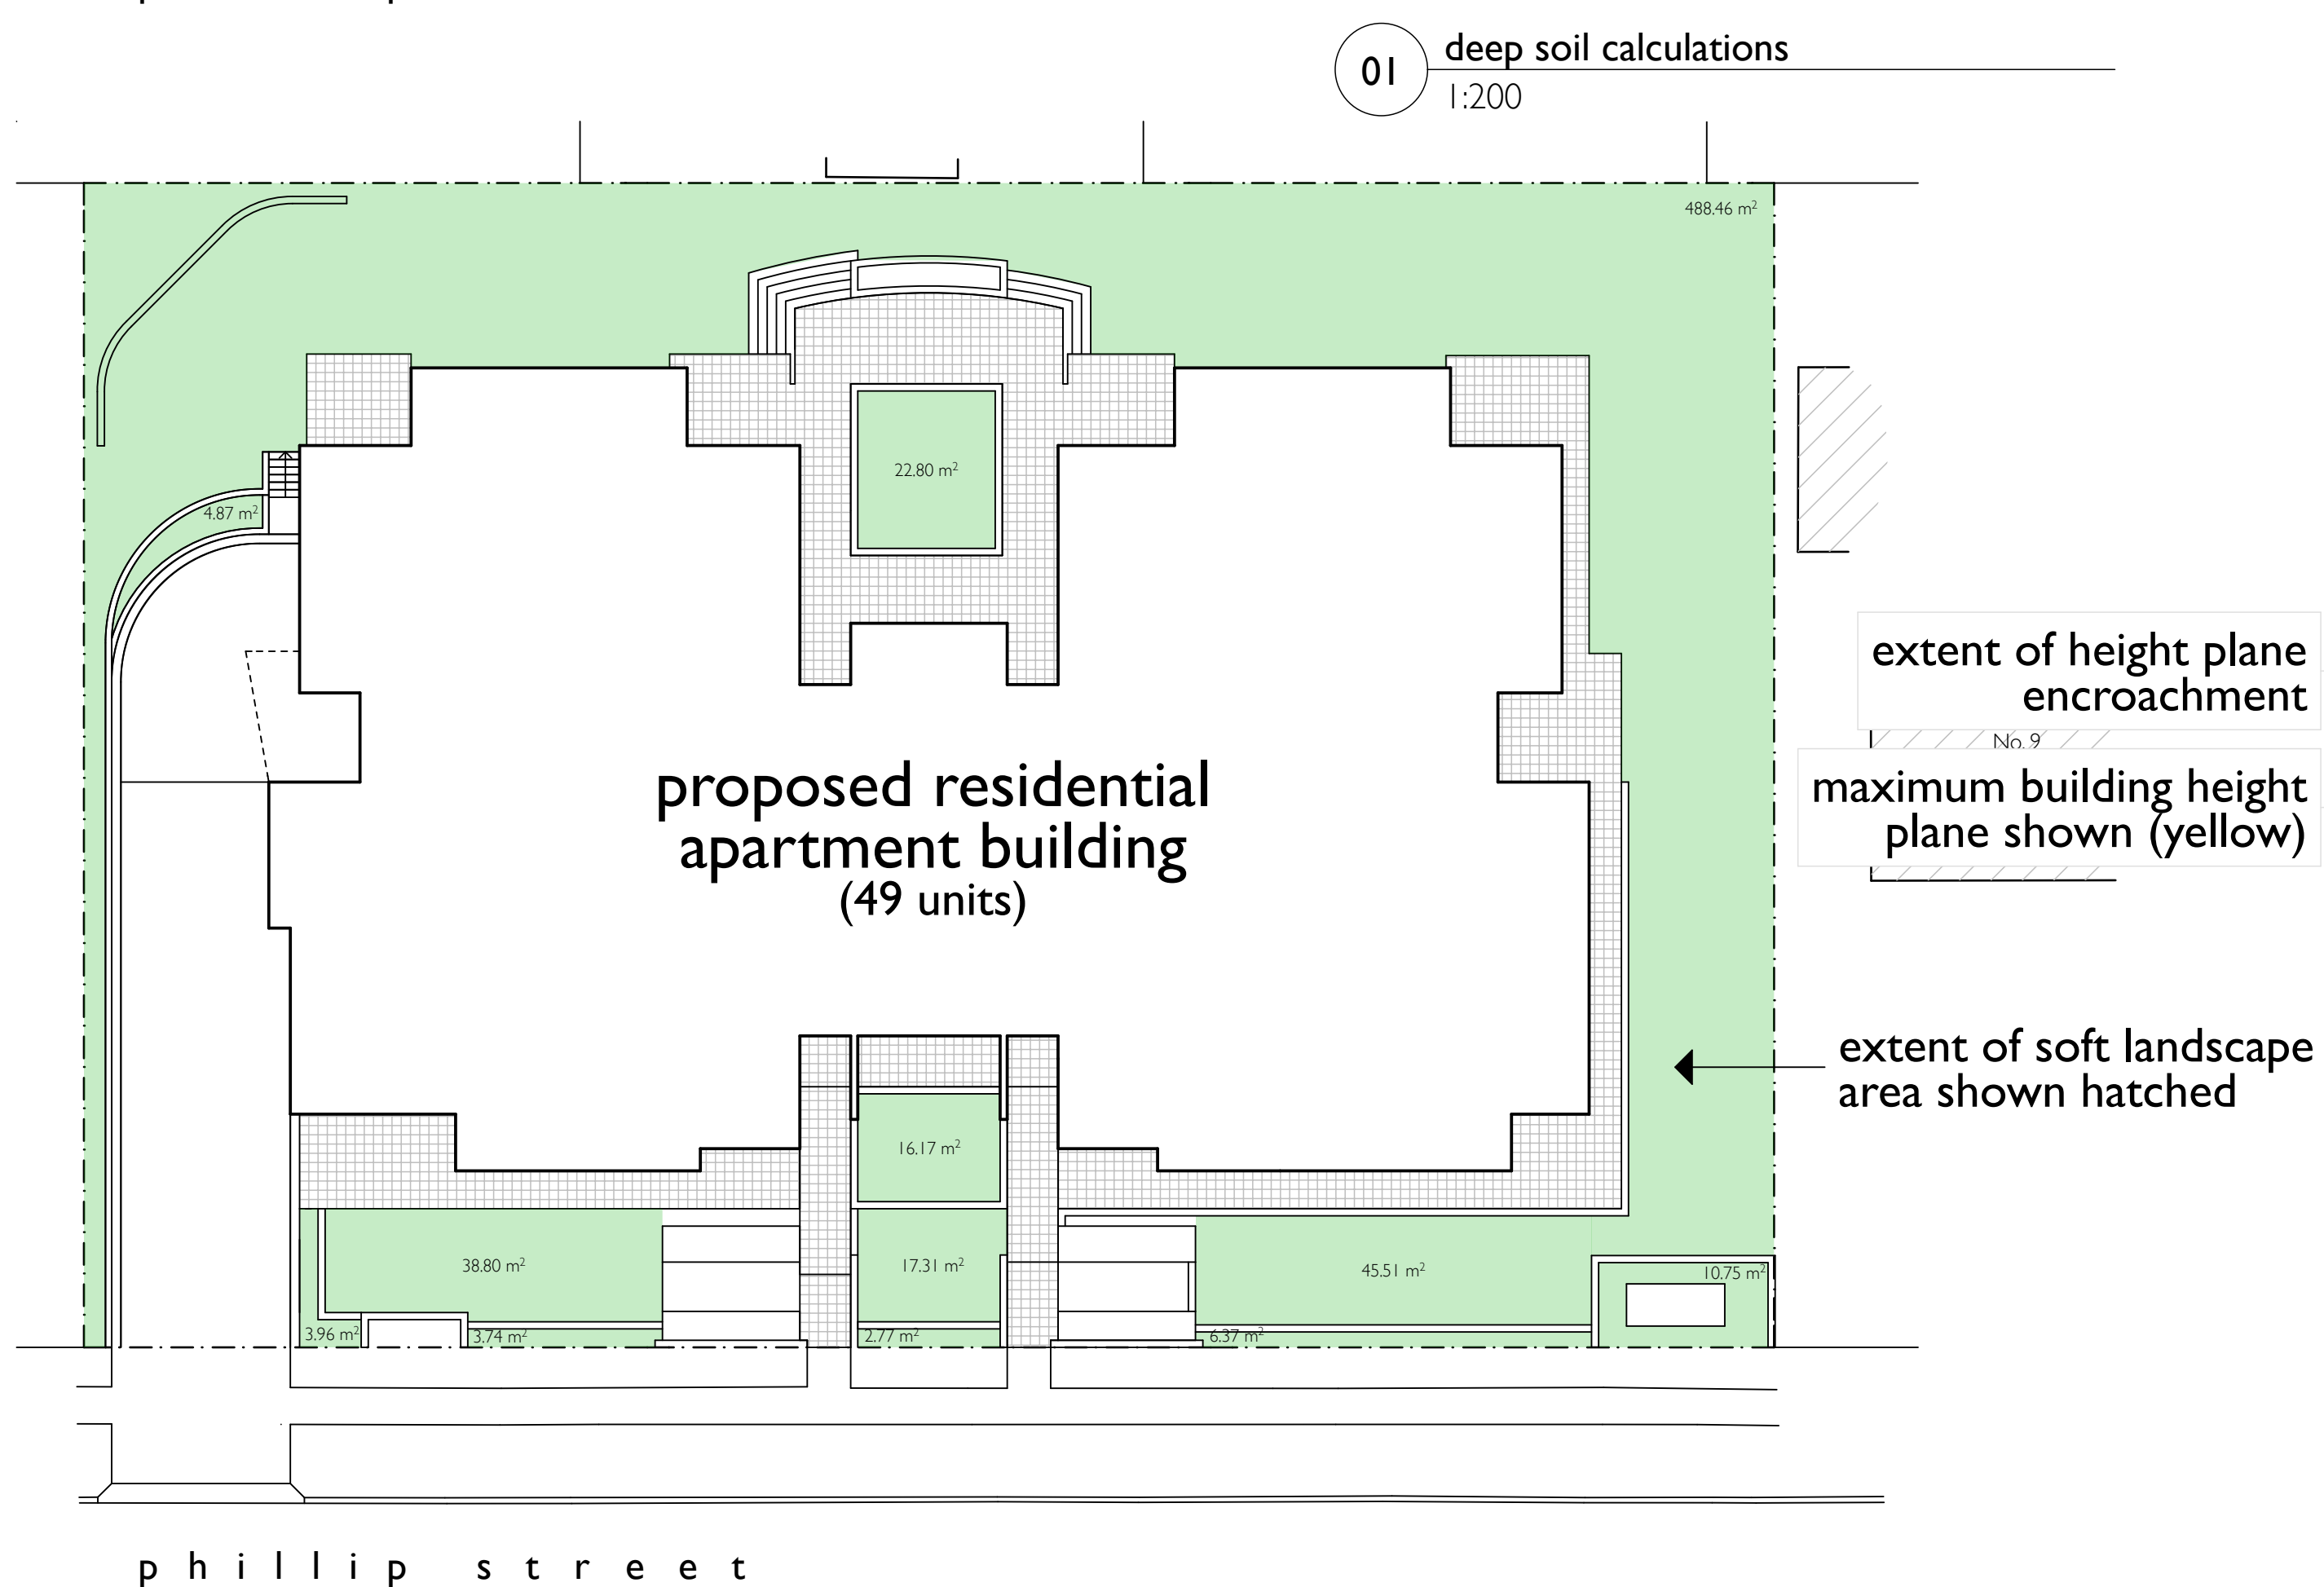 01
deep soil calculations
1:200
488.46 m²
22.80 m²
4.87 m²
extent of height plane
encroachment
No. 9
maximum building height
plane shown (yellow)
proposed residential
apartment building
(49 units)
extent of soft landscape
area shown hatched
16.17 m²
38.80 m²
17.31 m²
45.51 m²
10.75 m²
3.96 m²
3.74 m²
2.77 m²
6.37 m²
phillip street